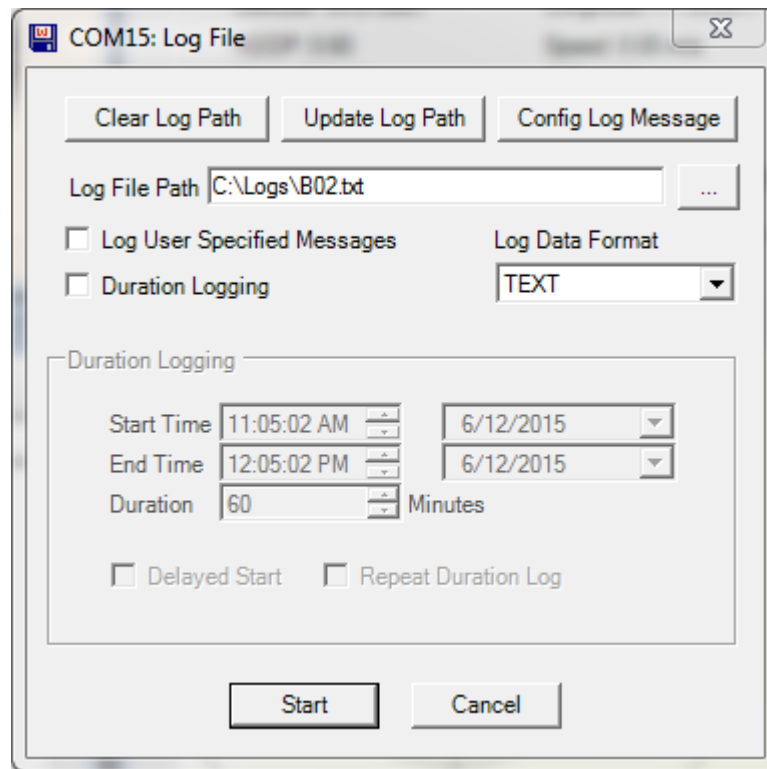 COM15: Log File
Clear Log Path Update Log Path Config Log Message
Log File Path C:\Logs\B02.txt ...
Log User Specified Messages Log Data Format
Duration Logging TEXT
Duration Logging
Start Time 11:05:02 AM 6/12/2015
End Time 12:05:02 PM 6/12/2015
Duration 60 Minutes
Delayed Start Repeat Duration Log
Start Cancel